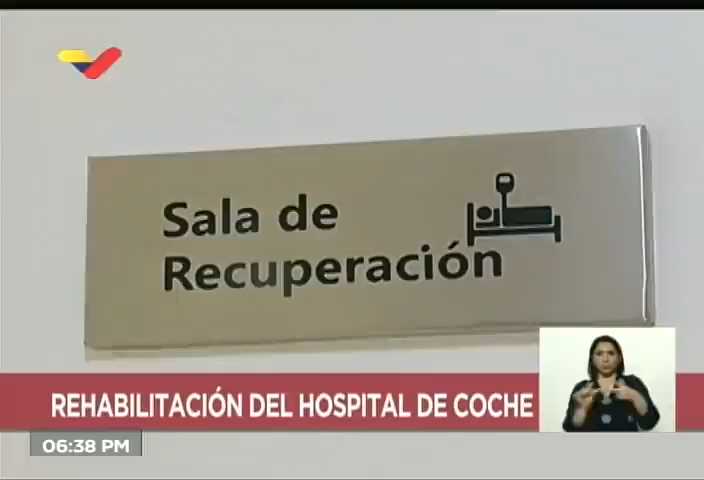 Sala de
Recuperación
REHABILITACIÓN DEL HOSPITAL DE COCHE
06:38 PM